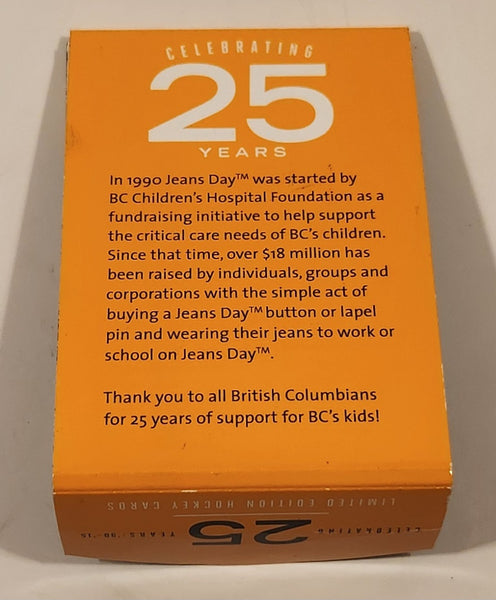 CELEBRATING
25
YEARS
In 1990 Jeans Day™ was started by
BC Children's Hospital Foundation as a
fundraising initiative to help support
the critical care needs of BC's children.
Since that time, over $18 million has
been raised by individuals, groups and
corporations with the simple act of
buying a Jeans Day™ button or lapel
pin and wearing their jeans to work or
school on Jeans Day™.
Thank you to all British Columbians
for 25 years of support for BC's kids!
CELEBRATING 25 YEARS / '90-'15
LIMITED EDITION HOCKEY CARDS